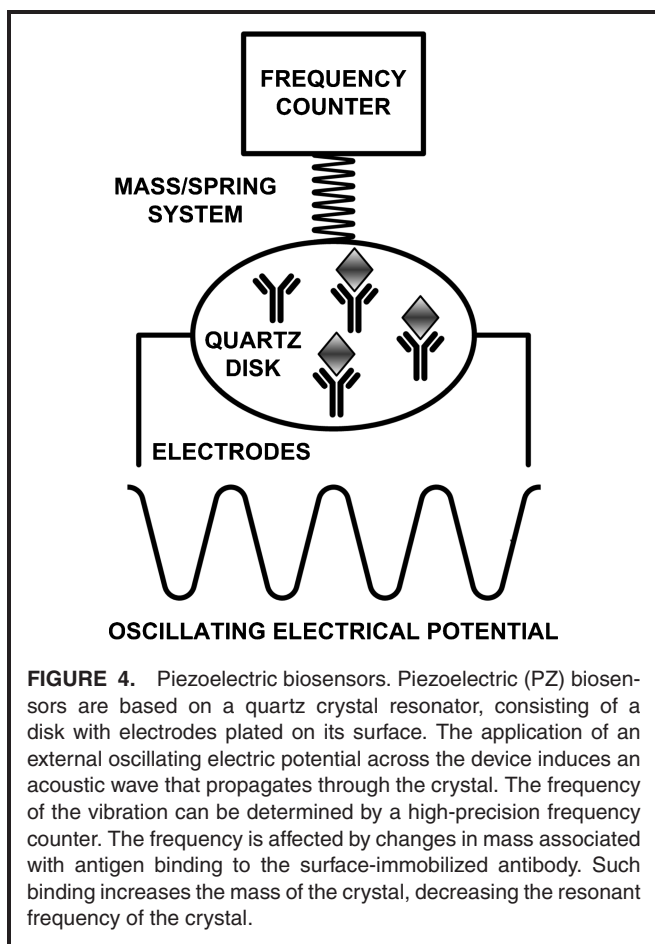 FREQUENCY
COUNTER
MASS/SPRING
SYSTEM
QUARTZ
DISK
ELECTRODES
OSCILLATING ELECTRICAL POTENTIAL
FIGURE 4. Piezoelectric biosensors. Piezoelectric (PZ) biosen-
sors are based on a quartz crystal resonator, consisting of a
disk with electrodes plated on its surface. The application of an
external oscillating electric potential across the device induces an
acoustic wave that propagates through the crystal. The frequency
of the vibration can be determined by a high-precision frequency
counter. The frequency is affected by changes in mass associated
with antigen binding to the surface-immobilized antibody. Such
binding increases the mass of the crystal, decreasing the resonant
frequency of the crystal.